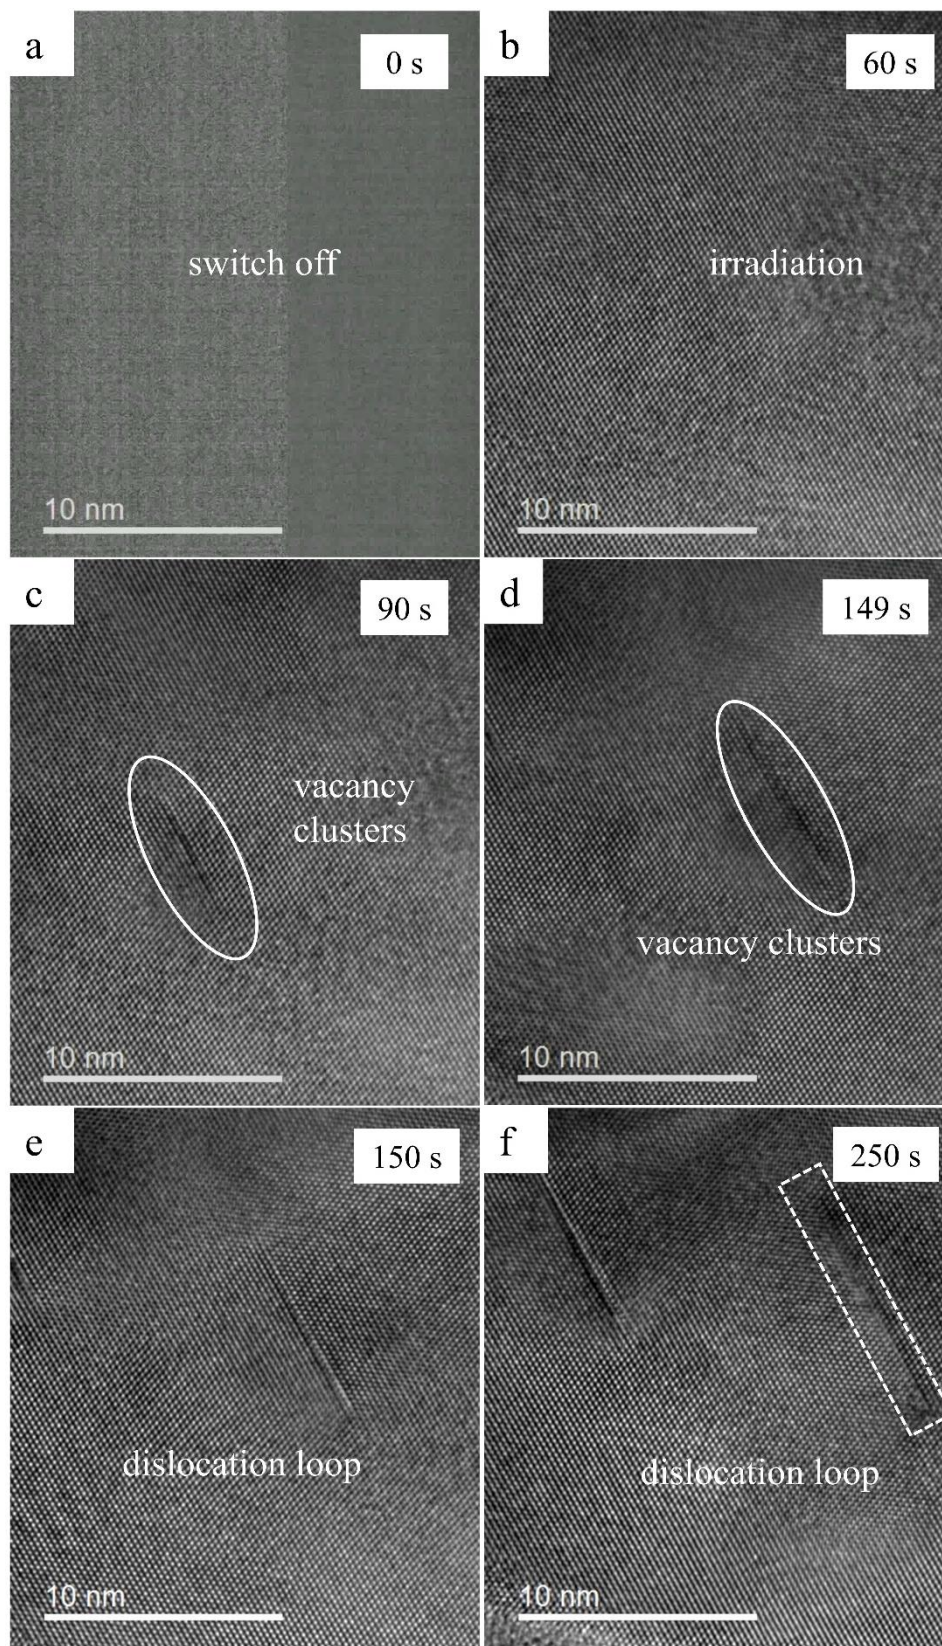 a
0 s
switch off
10 nm
b
60 s
irradiation
10 nm
c
90 s
vacancy
clusters
10 nm
d
149 s
vacancy clusters
10 nm
e
150 s
dislocation loop
10 nm
f
250 s
dislocation loop
10 nm